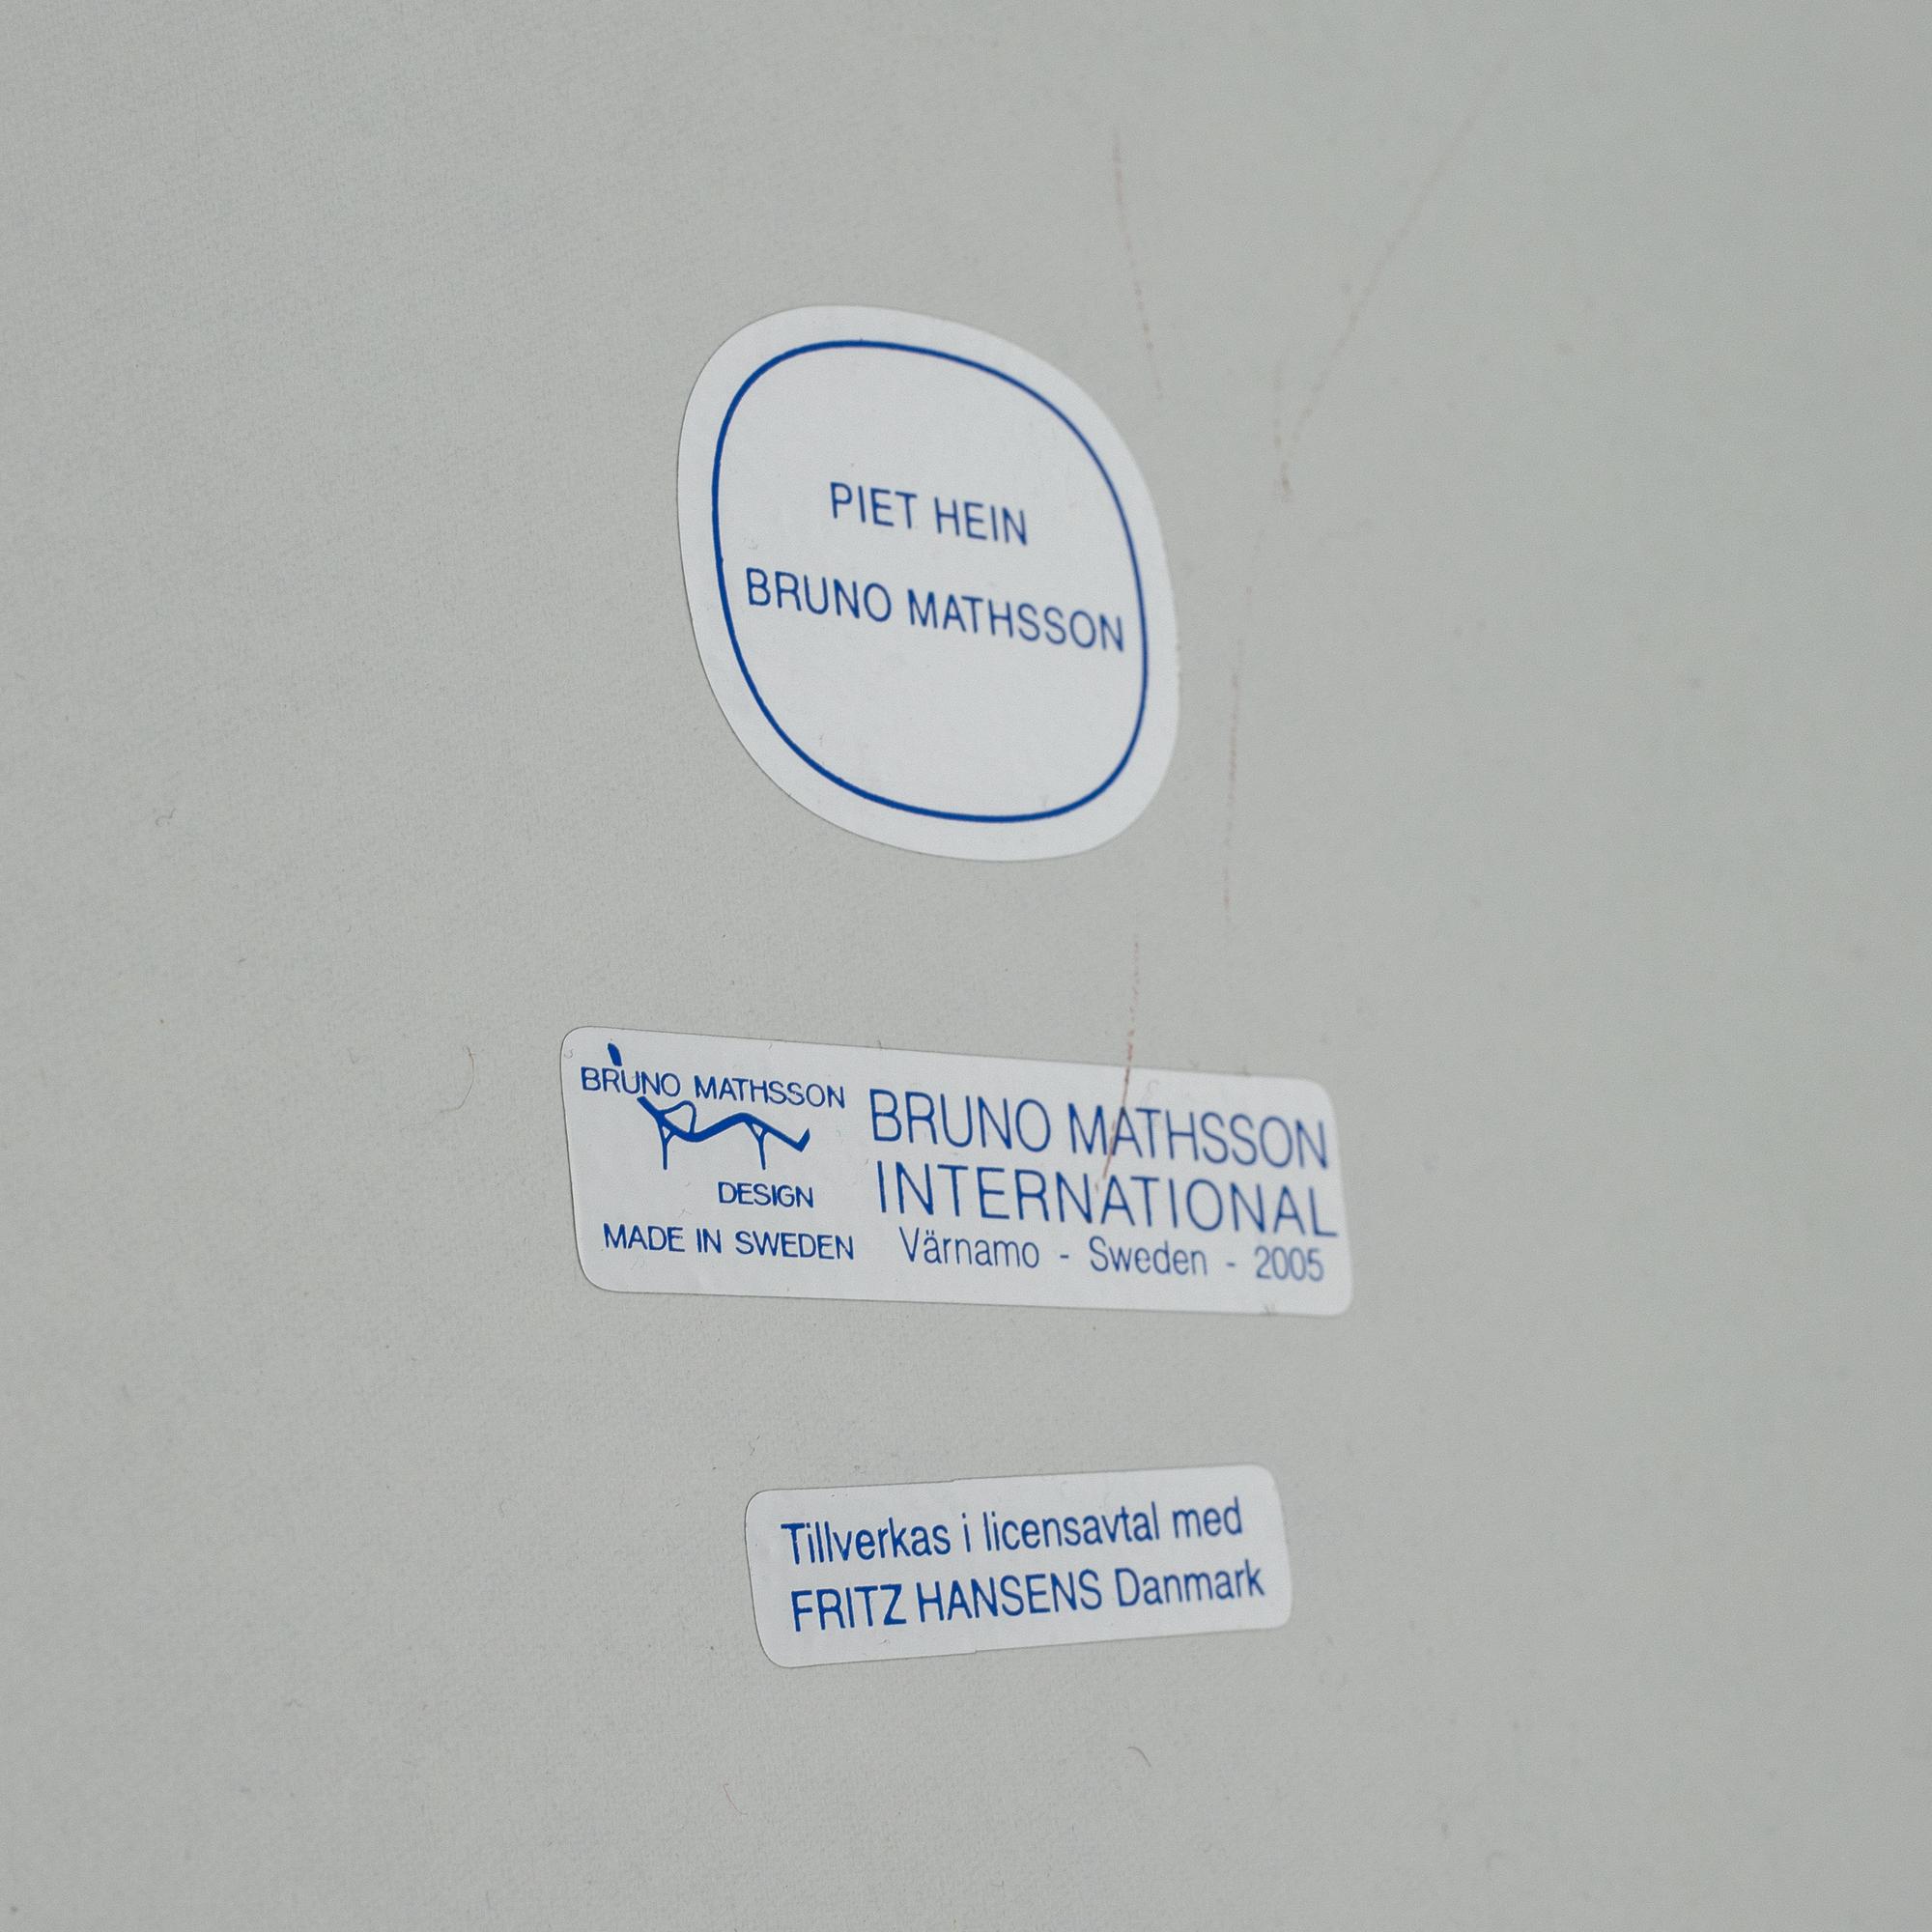 PIET HEIN
BRUNO MATHSSON
BRUNO MATHSSON
DESIGN
MADE IN SWEDEN
BRUNO MATHSSON
INTERNATIONAL
Värnamo - Sweden - 2005
Tillverkas i licensavtal med
FRITZ HANSENS Danmark